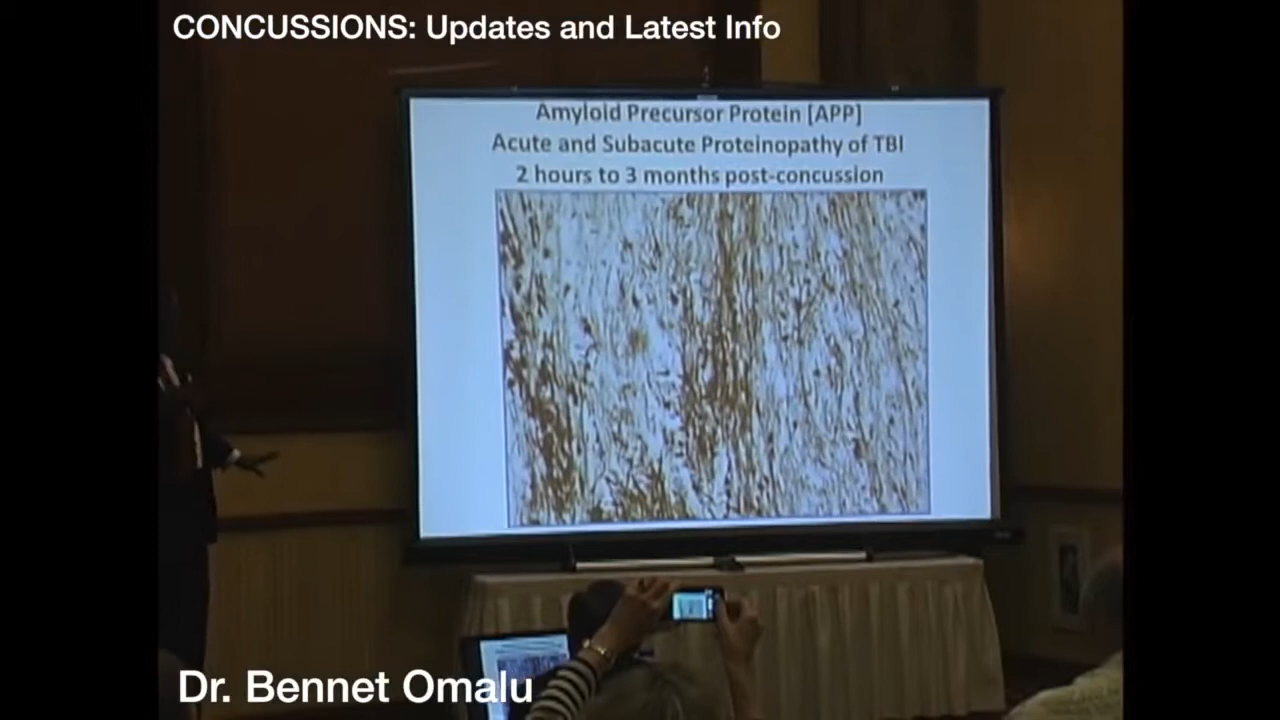 CONCUSSIONS: Updates and Latest Info
Amyloid Precursor Protein [APP]
Acute and Subacute Proteinopathy of TBI
2 hours to 3 months post-concussion
Dr. Bennet Omalu